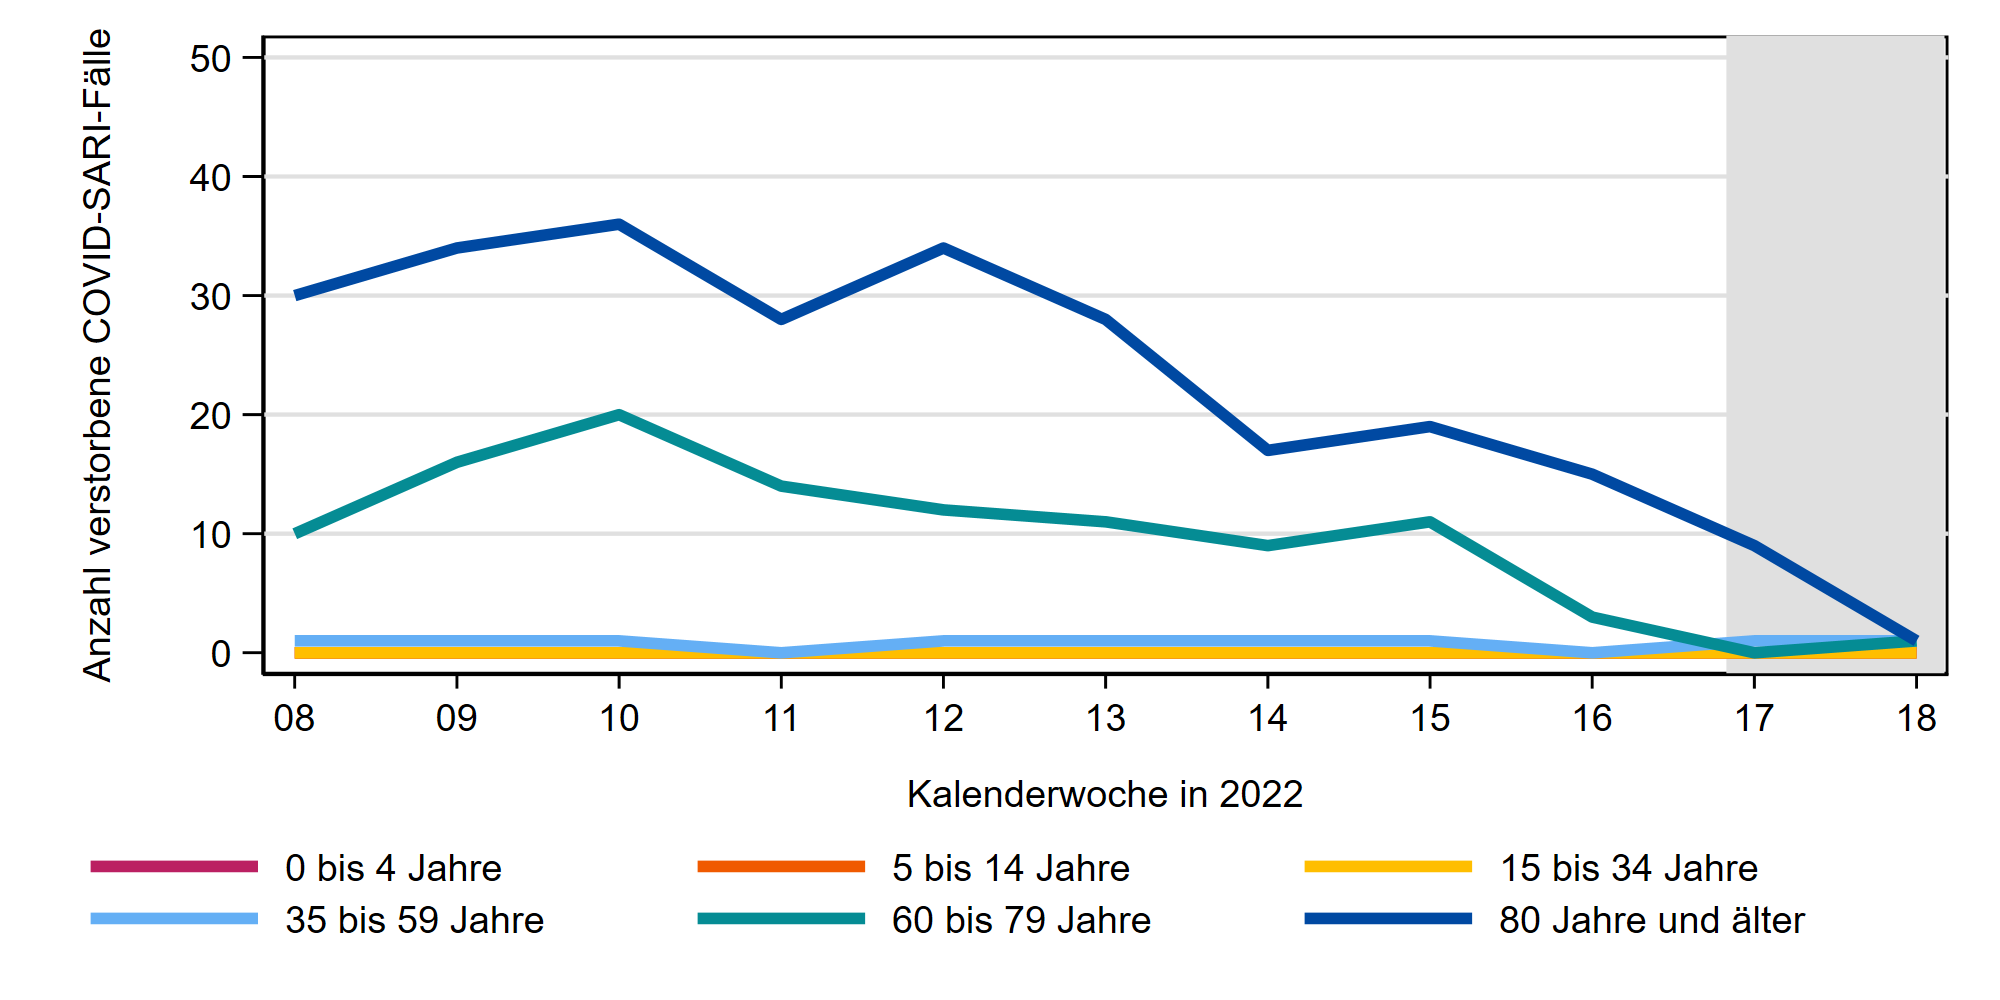 Anzahl verstorbene COVID-SARI-Fälle
50
40
30
20
10
0
08 09 10 11 12 13 14 15 16 17 18
Kalenderwoche in 2022
0 bis 4 Jahre 5 bis 14 Jahre 15 bis 34 Jahre
35 bis 59 Jahre 60 bis 79 Jahre 80 Jahre und älter